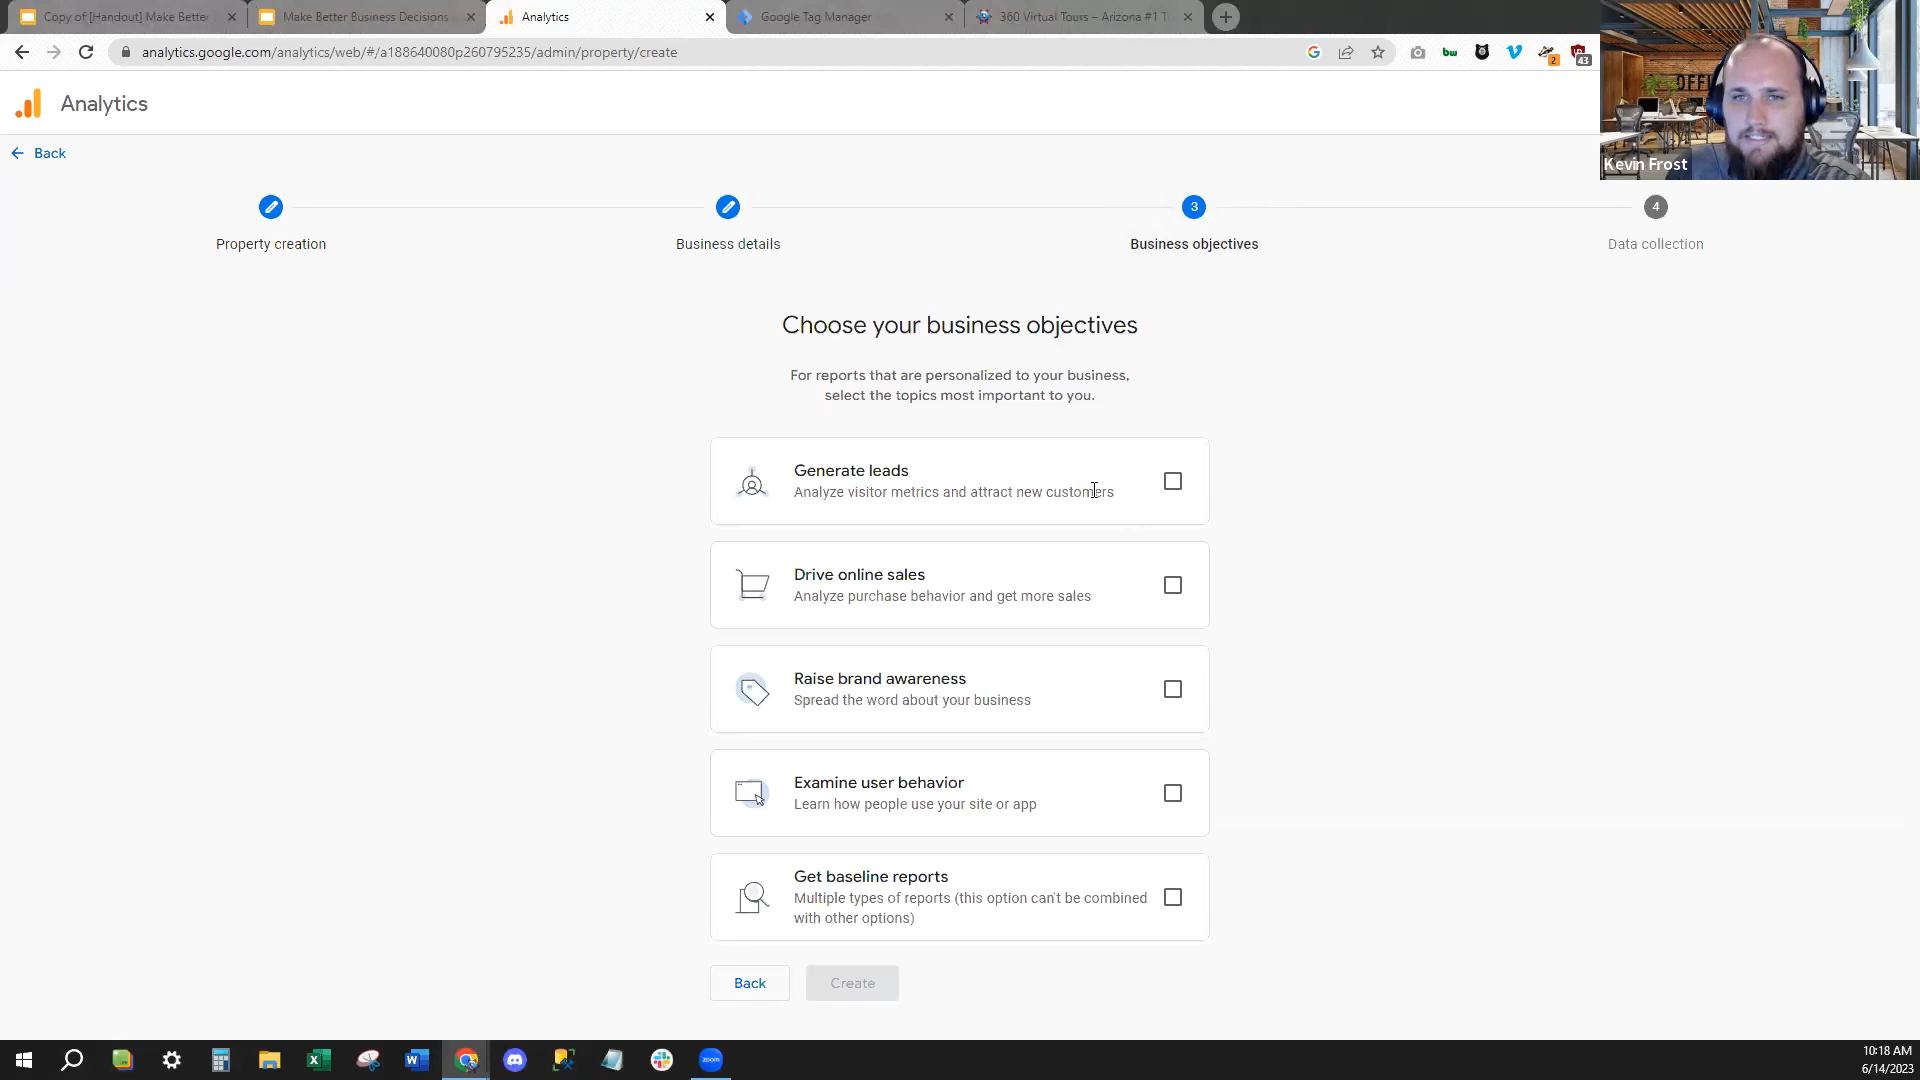 Copy of [Handout] Make Better
Make Better Business Decisions
Analytics
Google Tag Manager
360 Virtual Tours – Arizona #1 T
analytics.google.com/analytics/web/#/a188640080p260795235/admin/property/create
G
bw
2
43
Analytics
OFF
Kevin Frost
Back
3
4
Property creation
Business details
Business objectives
Data collection
Choose your business objectives
For reports that are personalized to your business,
select the topics most important to you.
Generate leads
Analyze visitor metrics and attract new customers
Drive online sales
Analyze purchase behavior and get more sales
Raise brand awareness
Spread the word about your business
Examine user behavior
Learn how people use your site or app
Get baseline reports
Multiple types of reports (this option can't be combined
with other options)
Back
Create
zoom
10:18 AM
6/14/2023